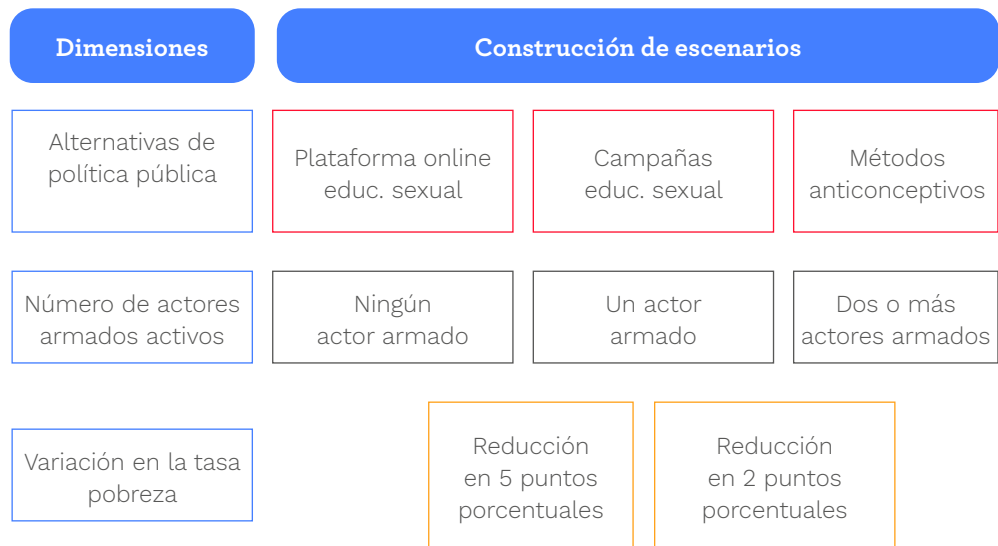 Dimensiones
Construcción de escenarios
Alternativas de
política pública
Plataforma online
educ. sexual
Campañas
educ. sexual
Métodos
anticonceptivos
Número de actores
armados activos
Ningún
actor armado
Un actor
armado
Dos o más
actores armados
Variación en la tasa
pobreza
Reducción
en 5 puntos
porcentuales
Reducción
en 2 puntos
porcentuales